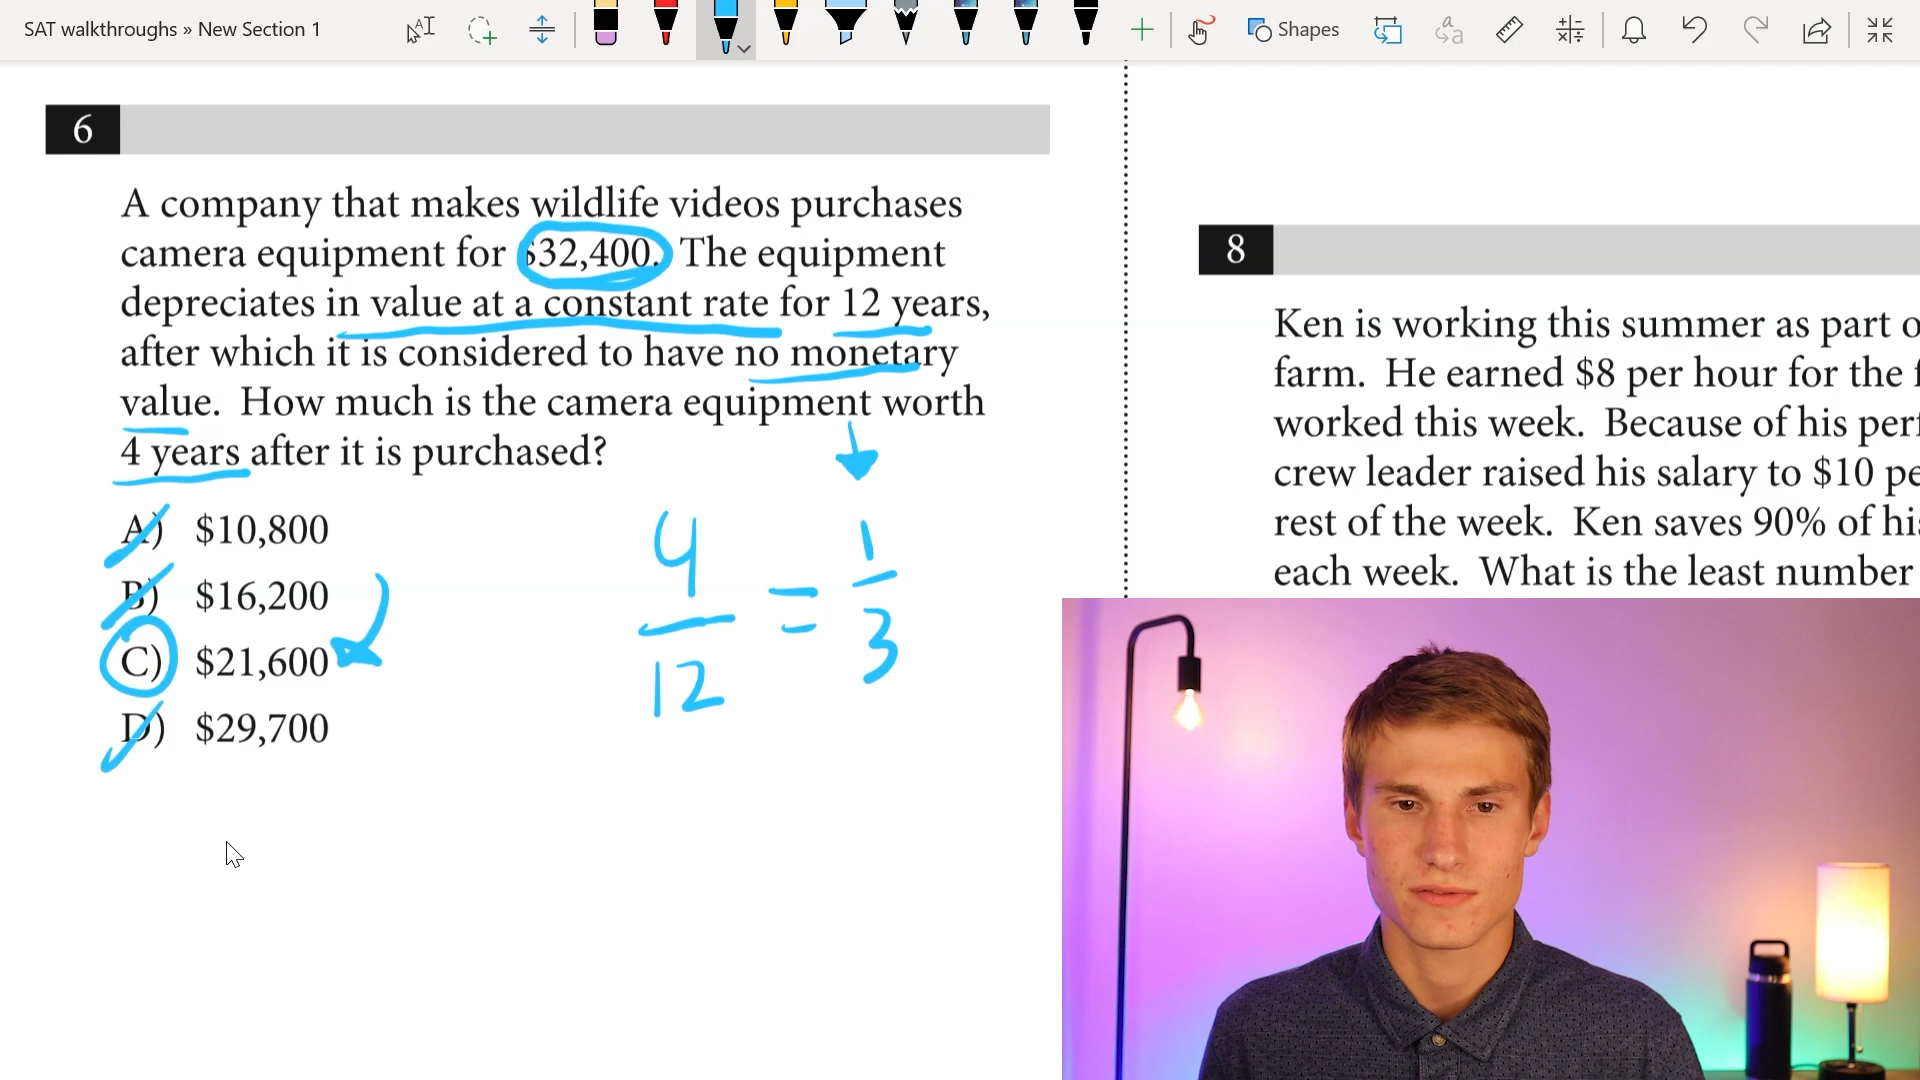 SAT walkthroughs » New Section 1
Shapes
6
A company that makes wildlife videos purchases
camera equipment for $32,400. The equipment
depreciates in value at a constant rate for 12 years,
after which it is considered to have no monetary
value. How much is the camera equipment worth
4 years after it is purchased?
A) $10,800
B) $16,200
C) $21,600
D) $29,700
4
12
=
1
3
8
Ken is working this summer as part
farm. He earned $8 per hour for the
worked this week. Because of his
crew leader raised his salary to $10
rest of the week. Ken saves 90% of
each week. What is the least number